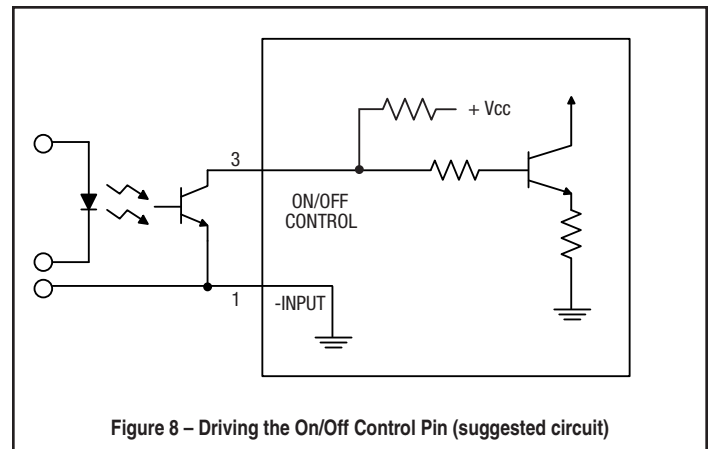 + Vcc
3
ON/OFF
CONTROL
1
-INPUT
Figure 8 – Driving the On/Off Control Pin (suggested circuit)